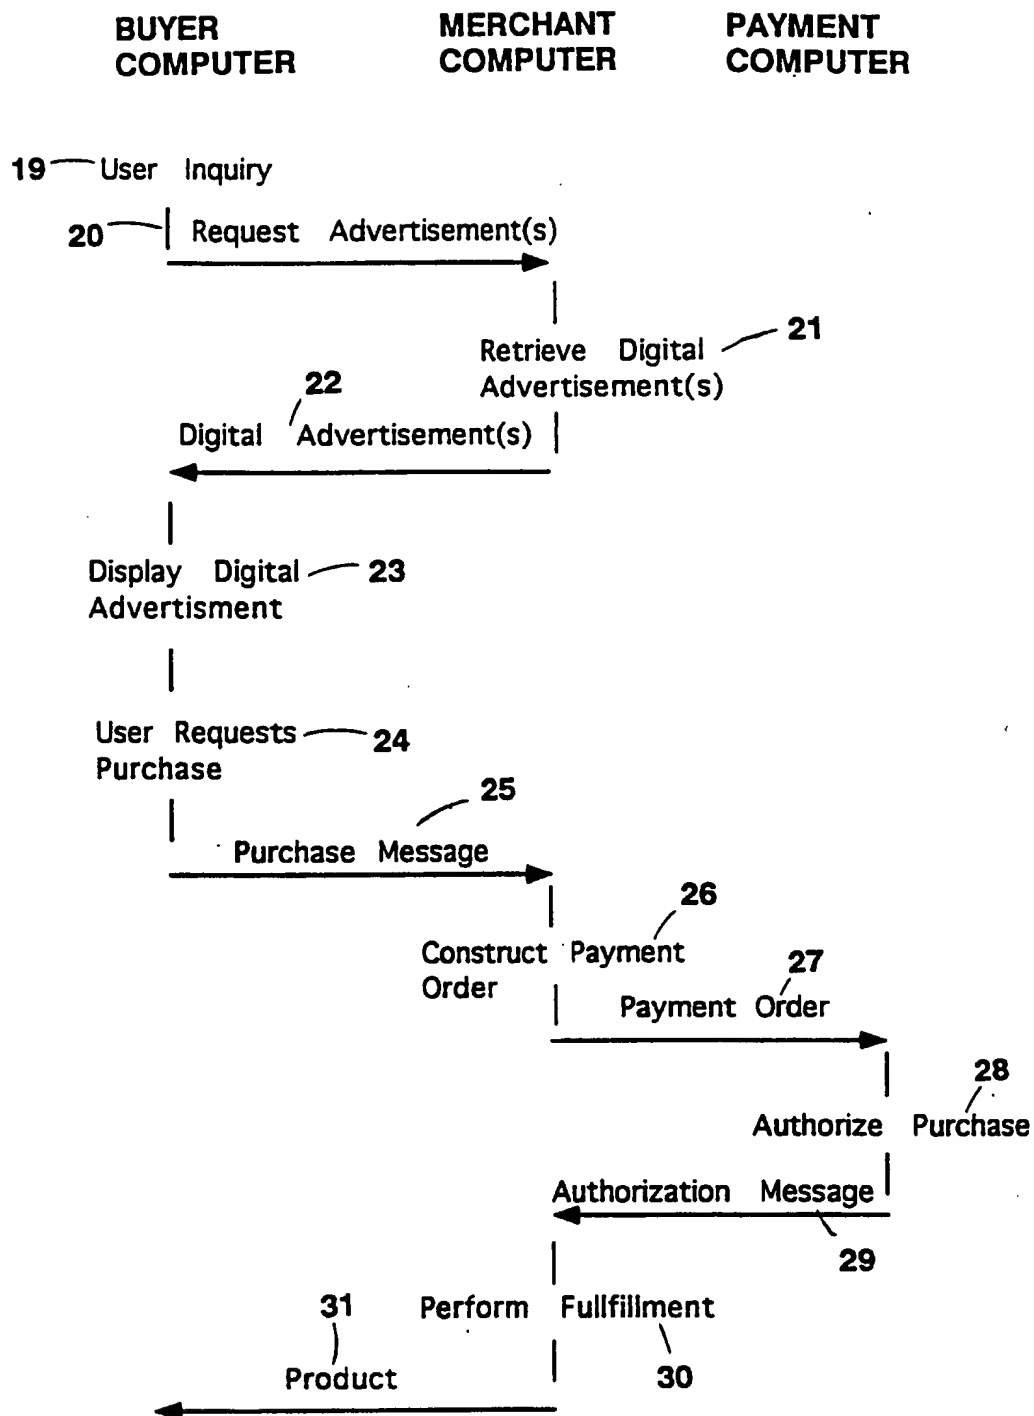 BUYER COMPUTER
MERCHANT COMPUTER
PAYMENT COMPUTER
19 User Inquiry
20 Request Advertisement(s)
21
Retrieve Digital
Advertisement(s)
22
Digital Advertisement(s)
Display Digital 23
Advertisment
User Requests 24
Purchase
25
Purchase Message
26
Construct Payment
Order
27
Payment Order
28
Authorize Purchase
Authorization Message
29
31
Perform Fullfillment
30
Product